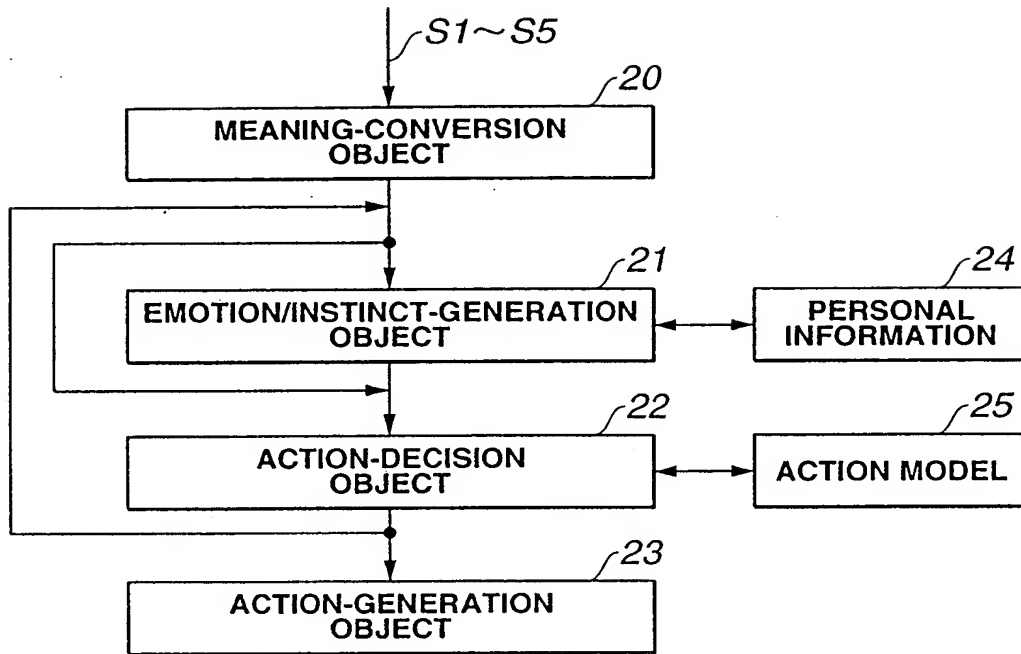 S1~S5
20
MEANING-CONVERSION
OBJECT
21
EMOTION/INSTINCT-GENERATION
OBJECT
24
PERSONAL
INFORMATION
22
ACTION-DECISION
OBJECT
25
ACTION MODEL
23
ACTION-GENERATION
OBJECT